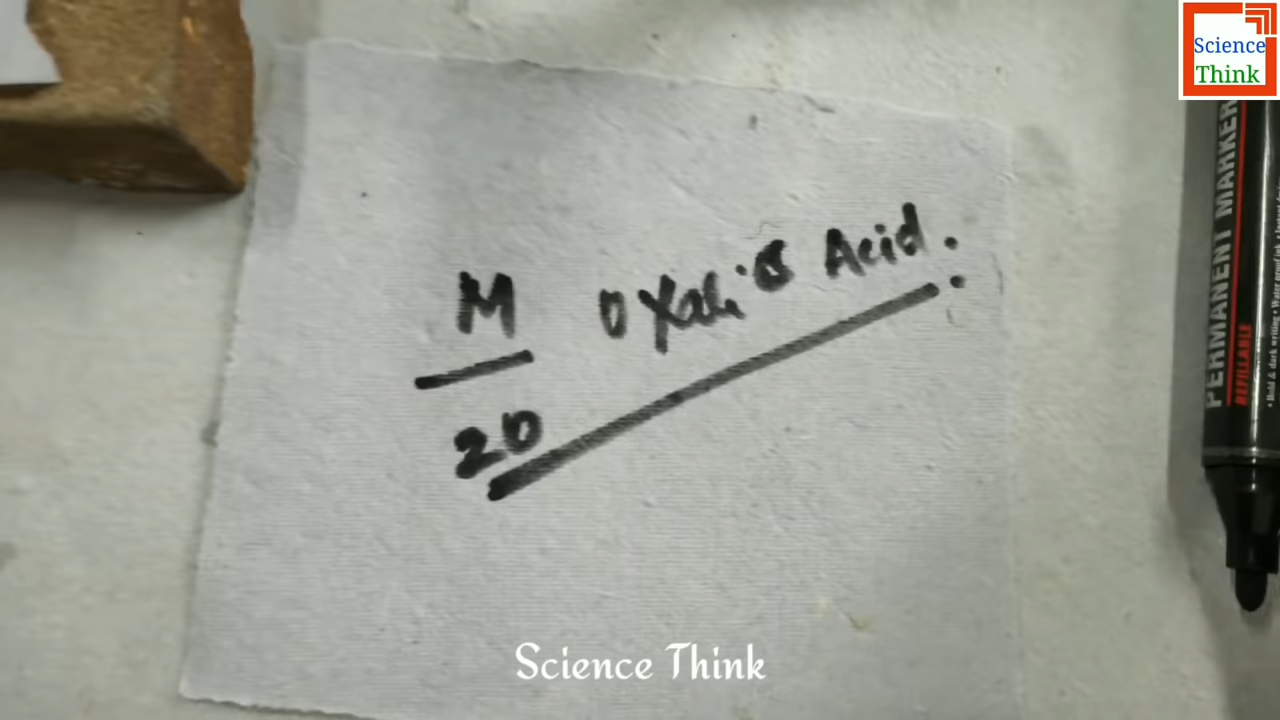 Science
Think
M Oxalic Acid.
20
PERMANENT MARKER
REFILLABLE
Science Think